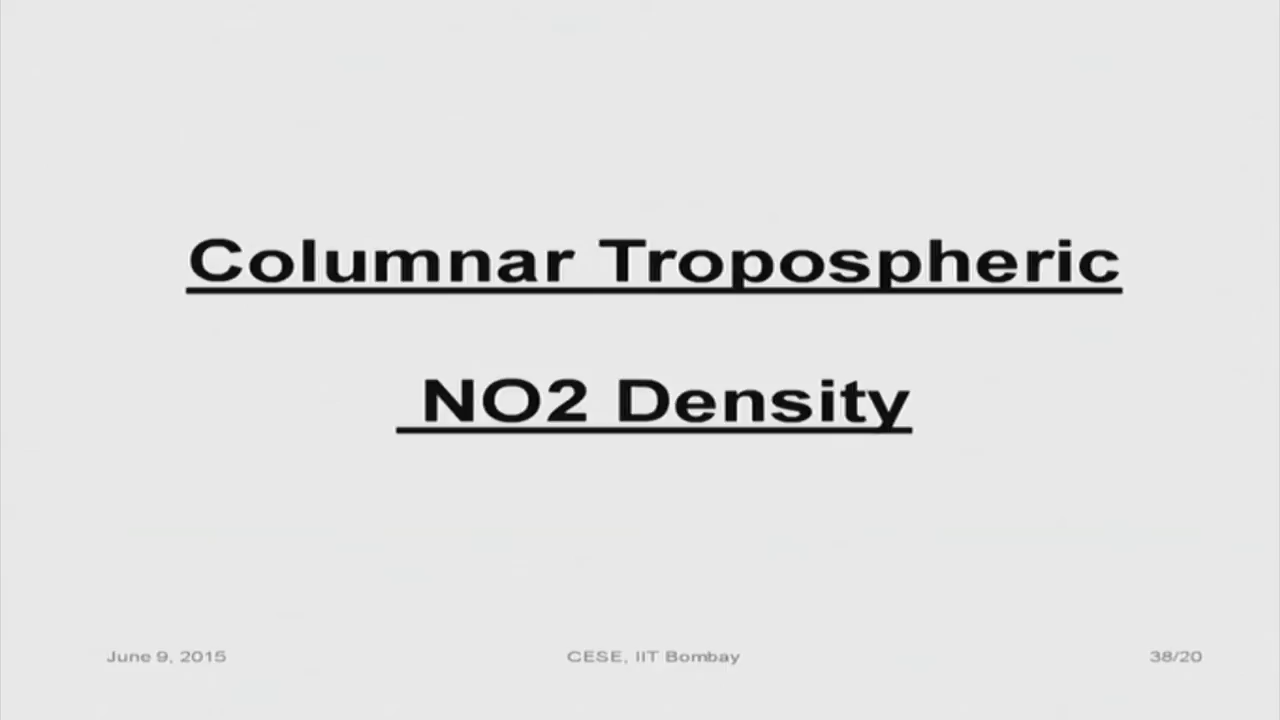 Columnar Tropospheric
NO2 Density
June 9, 2015 CESE, IIT Bombay 38/20